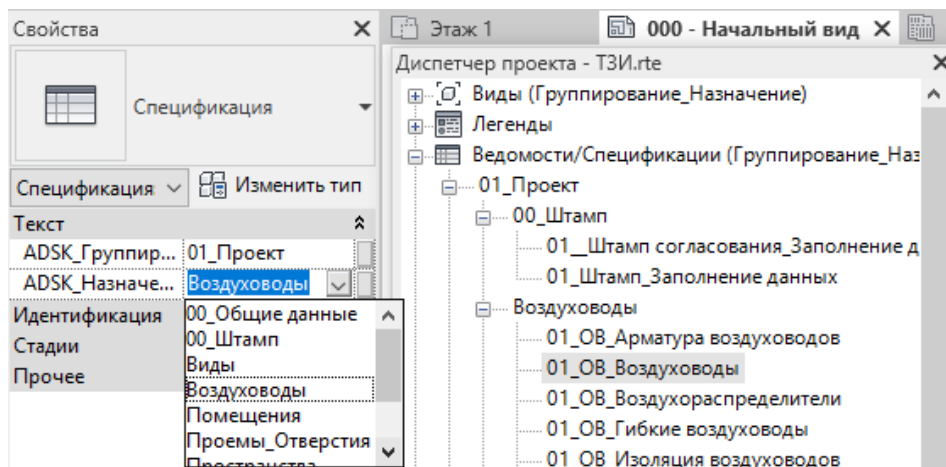 Свойства
Спецификация
Спецификация
Изменить тип
Текст
ADSK_Группир... 01_Проект
ADSK_Назначе... Воздуховоды
Идентификация
Стадии
Прочее
00_Общие данные
00_Штамп
Виды
Воздуховоды
Помещения
Проемы_Отверстия
Пространства
Этаж 1
000 - Начальный вид
Диспетчер проекта - ТЗИ.rte
Виды (Группирование_Назначение)
Легенды
Ведомости/Спецификации (Группирование_Наз
01_Проект
00_Штамп
01__Штамп согласования_Заполнение д
01_Штамп_Заполнение данных
Воздуховоды
01_ОВ_Арматура воздуховодов
01_ОВ_Воздуховоды
01_ОВ_Воздухораспределители
01_ОВ_Гибкие воздуховоды
01_ОВ_Изоляция воздуховодов